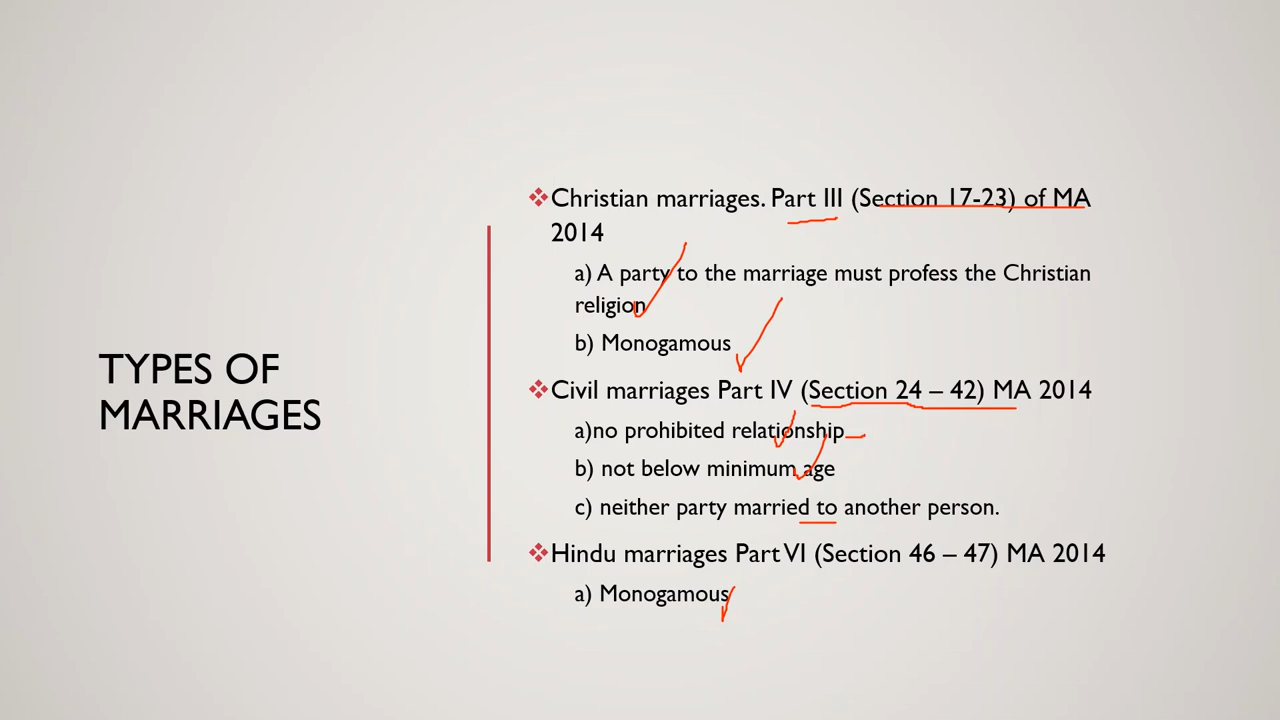 TYPES OF
MARRIAGES
❖Christian marriages. Part III (Section 17-23) of MA
2014
a) A party to the marriage must profess the Christian
religion
b) Monogamous
❖Civil marriages Part IV (Section 24 – 42) MA 2014
a)no prohibited relationship
b) not below minimum age
c) neither party married to another person.
❖Hindu marriages Part VI (Section 46 – 47) MA 2014
a) Monogamous